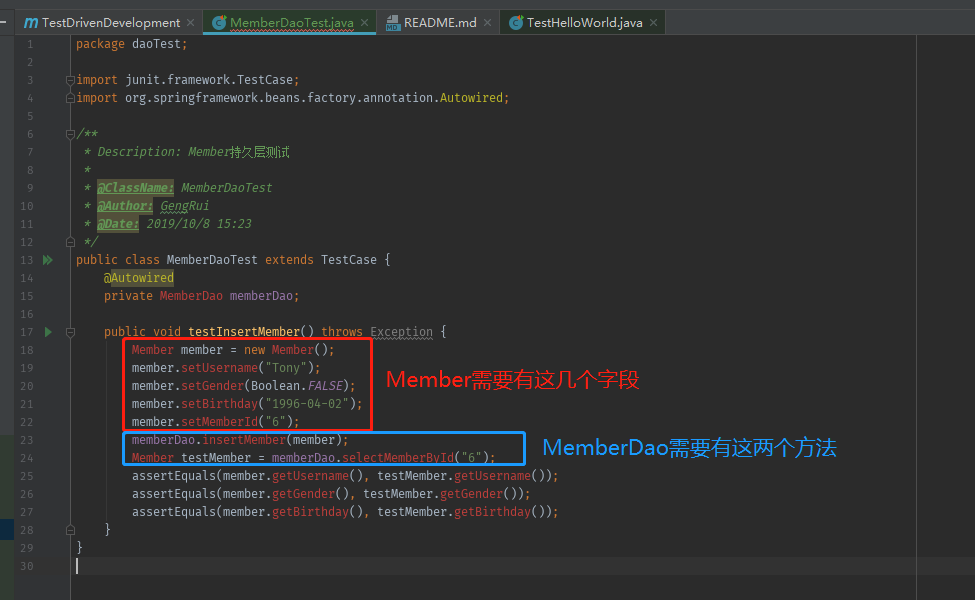 TestDrivenDevelopment MemberDaoTest.java README.md TestHelloWorld.java
1 package daoTest;
2
3 import junit.framework.TestCase;
4 import org.springframework.beans.factory.annotation.Autowired;
5
6 /**
7 * Description: Member持久层测试
8 *
9 * @ClassName: MemberDaoTest
10 * @Author: GengRui
11 * @Date: 2019/10/8 15:23
12 */
13 public class MemberDaoTest extends TestCase {
14 @Autowired
15 private MemberDao memberDao;
16
17 public void testInsertMember() throws Exception {
18 Member member = new Member();
19 member.setUsername("Tony");
20 member.setGender(Boolean.FALSE);
21 member.setBirthday("1996-04-02");
22 member.setMemberId("6");
Member需要有这几个字段
23 memberDao.insertMember(member);
24 Member testMember = memberDao.selectMemberById("6");
MemberDao需要有这两个方法
25 assertEquals(member.getUsername(), testMember.getUsername());
26 assertEquals(member.getGender(), testMember.getGender());
27 assertEquals(member.getBirthday(), testMember.getBirthday());
28 }
29 }
30